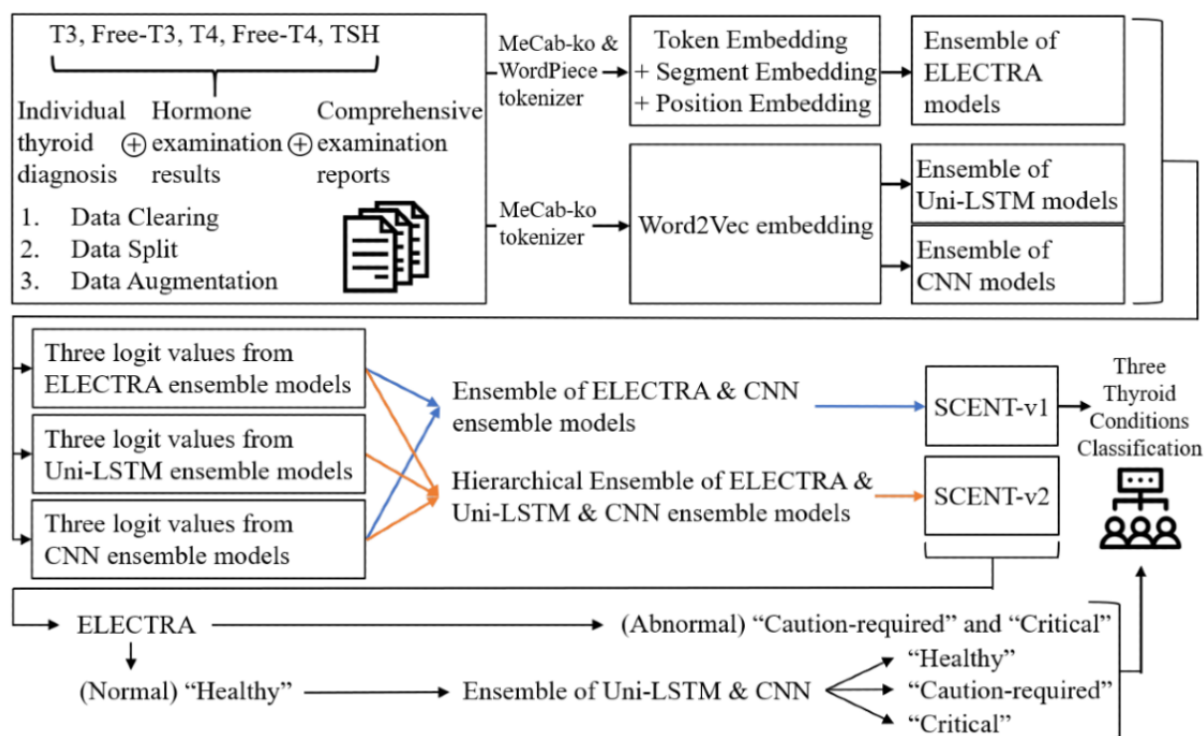 T3, Free-T3, T4, Free-T4, TSH
Individual
thyroid
diagnosis
⊕
Hormone
examination
results
⊕
Comprehensive
examination
reports
1. Data Clearing
2. Data Split
3. Data Augmentation
MeCab-ko &
WordPiece
tokenizer
Token Embedding
+ Segment Embedding
+ Position Embedding
Ensemble of
ELECTRA
models
MeCab-ko
tokenizer
Word2Vec embedding
Ensemble of
Uni-LSTM models
Ensemble of
CNN models
Three logit values from
ELECTRA ensemble models
Three logit values from
Uni-LSTM ensemble models
Three logit values from
CNN ensemble models
Ensemble of ELECTRA & CNN
ensemble models
Hierarchical Ensemble of ELECTRA &
Uni-LSTM & CNN ensemble models
SCENT-v1
SCENT-v2
Three
Thyroid
Conditions
Classification
ELECTRA
(Abnormal) “Caution-required” and “Critical”
(Normal) “Healthy”
Ensemble of Uni-LSTM & CNN
“Healthy”
“Caution-required”
“Critical”